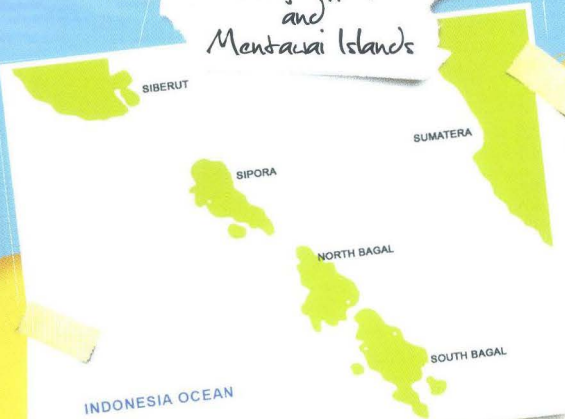 and
Mentawai Islands
SIBERUT
SUMATERA
SIPORA
NORTH BAGAL
SOUTH BAGAL
INDONESIA OCEAN